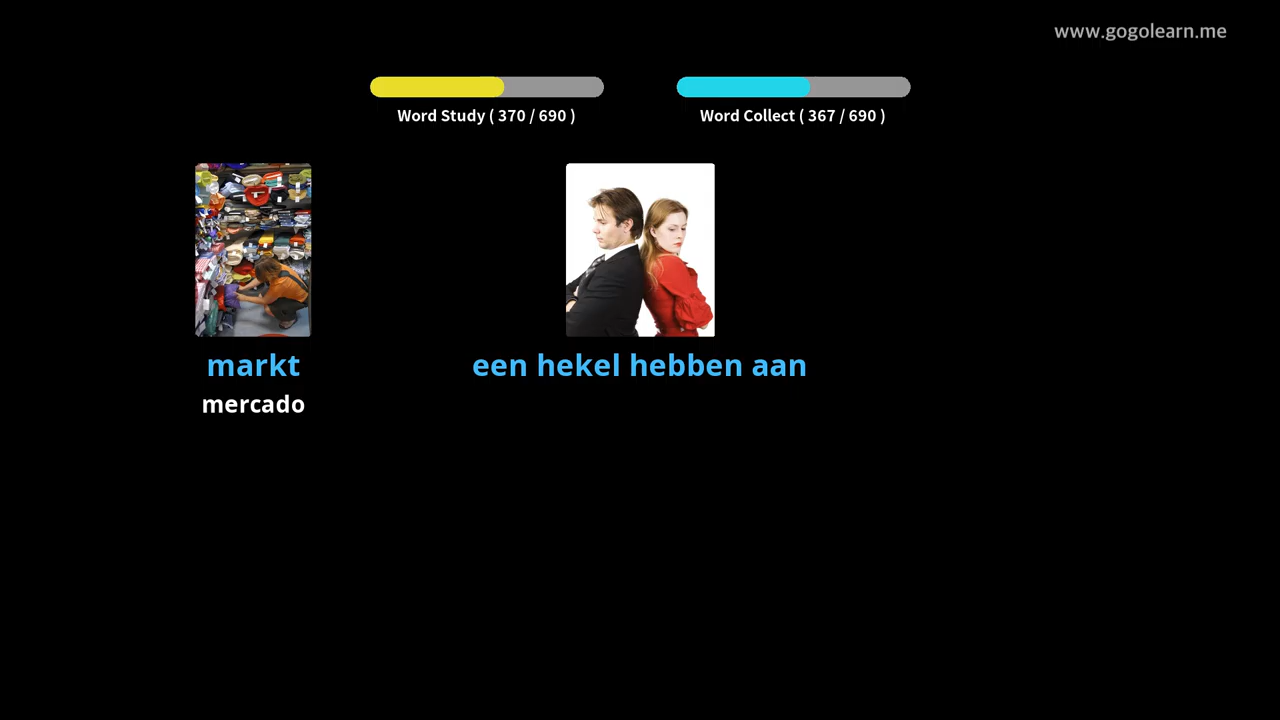 www.gogolearn.me
Word Study ( 370 / 690 )
Word Collect ( 367 / 690 )
markt
mercado
een hekel hebben aan